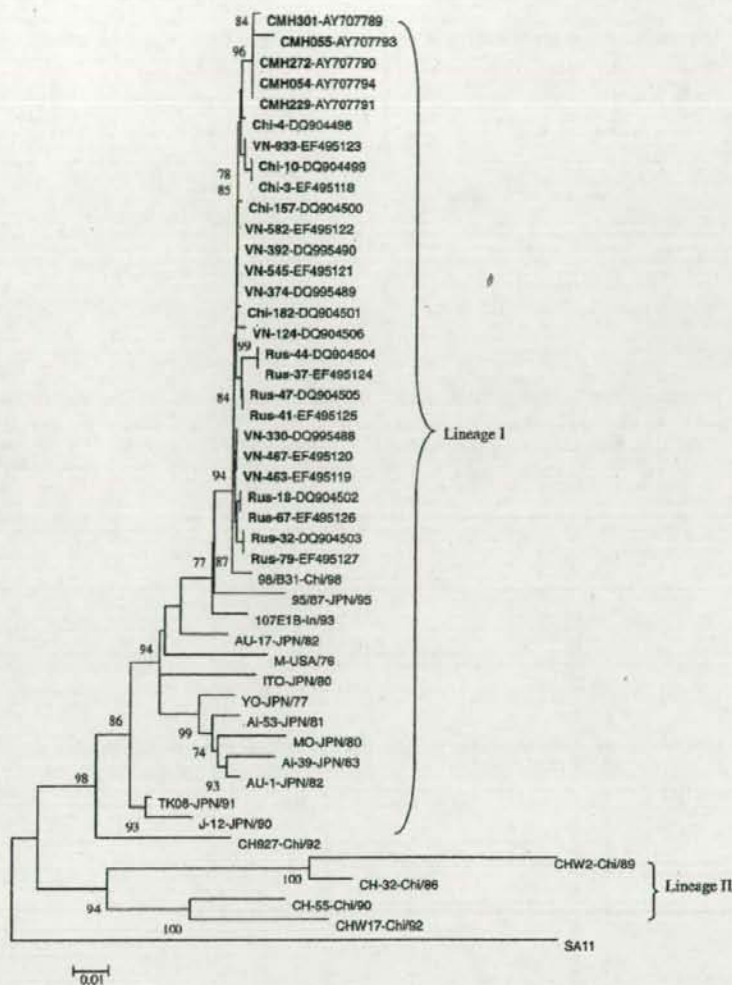 84
CMH301-AY707789
CMH055-AY707793
96
CMH272-AY707790
CMH054-AY707794
CMH229-AY707791
Chi-4-DQ904498
VN-933-EF495123
78
Chi-10-DQ904499
85
Chi-3-EF495118
Chi-157-DQ904500
VN-582-EF495122
VN-392-DQ995490
VN-545-EF495121
VN-374-DQ995489
Chi-182-DQ904501
VN-124-DQ904506
99
Rus-44-DQ904504
Rus-37-EF495124
84
Rus-47-DQ904505
Rus-41-EF495125
Lineage I
VN-330-DQ995488
VN-467-EF495120
94
VN-463-EF495119
Rus-18-DQ904502
Rus-67-EF495126
Rus-32-DQ904503
77
87
Rus-79-EF495127
98/B31-Chi/98
95/87-JPN/95
107E1B-In/93
AU-17-JPN/82
94
M-USA/76
ITO-JPN/80
YO-JPN/77
86
Ai-53-JPN/81
99
MO-JPN/80
74
Ai-39-JPN/83
98
93
AU-1-JPN/82
TK08-JPN/91
93
J-12-JPN/90
CH927-Chi/92
CHW2-Chi/89
100
CH-32-Chi/86
Lineage II
CH-55-Chi/90
94
CHW17-Chi/92
100
SA11
0.01